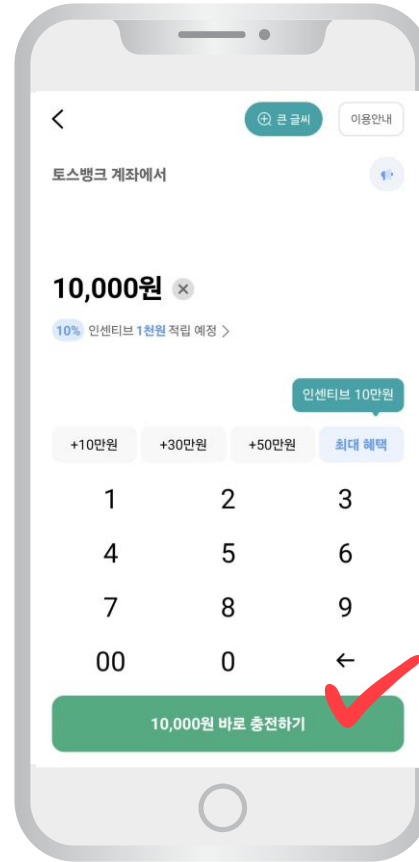 큰 글씨
이용안내
토스뱅크 계좌에서
10,000원
10% 인센티브 1천원 적립 예정 >
인센티브 10만원
+10만원 +30만원 +50만원 최대 혜택
1 2 3
4 5 6
7 8 9
00 0 ←
10,000원 바로 충전하기